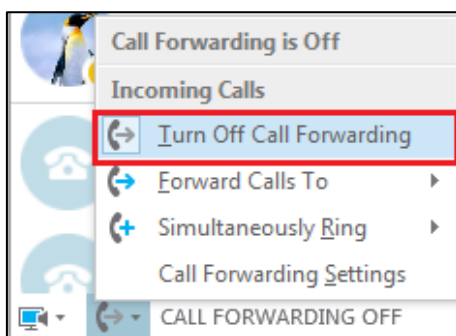 Call Forwarding is Off
Incoming Calls
Turn Off Call Forwarding
Forward Calls To
Simultaneously Ring
Call Forwarding Settings
CALL FORWARDING OFF